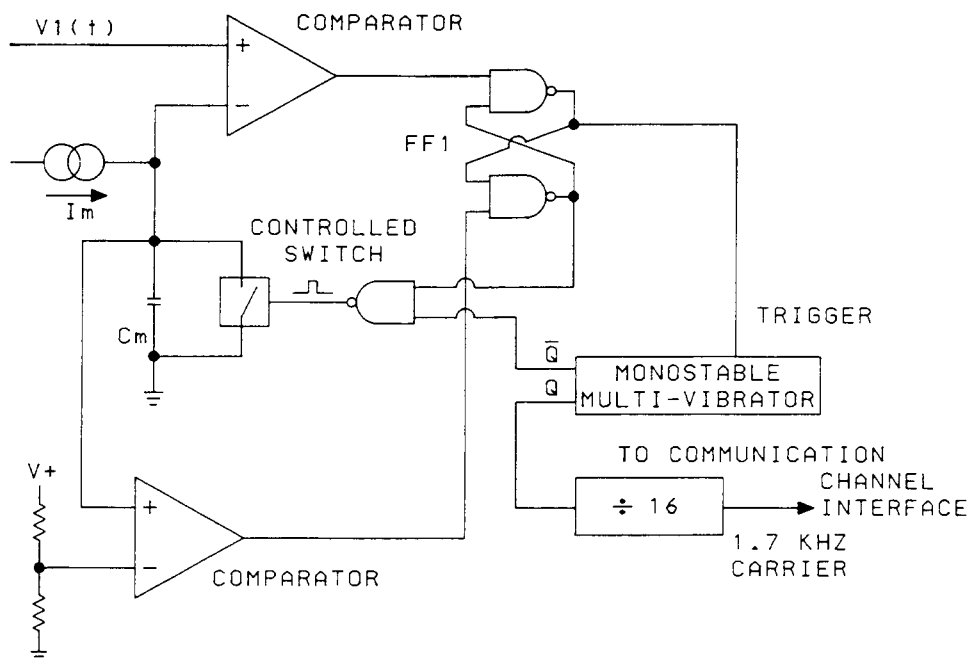 V1(t)
COMPARATOR
+
−
FF1
Im
CONTROLLED
SWITCH
Cm
TRIGGER
Q̅
Q
MONOSTABLE
MULTI-VIBRATOR
V+
+
−
COMPARATOR
TO COMMUNICATION
CHANNEL
INTERFACE
÷ 16
1.7 KHZ
CARRIER